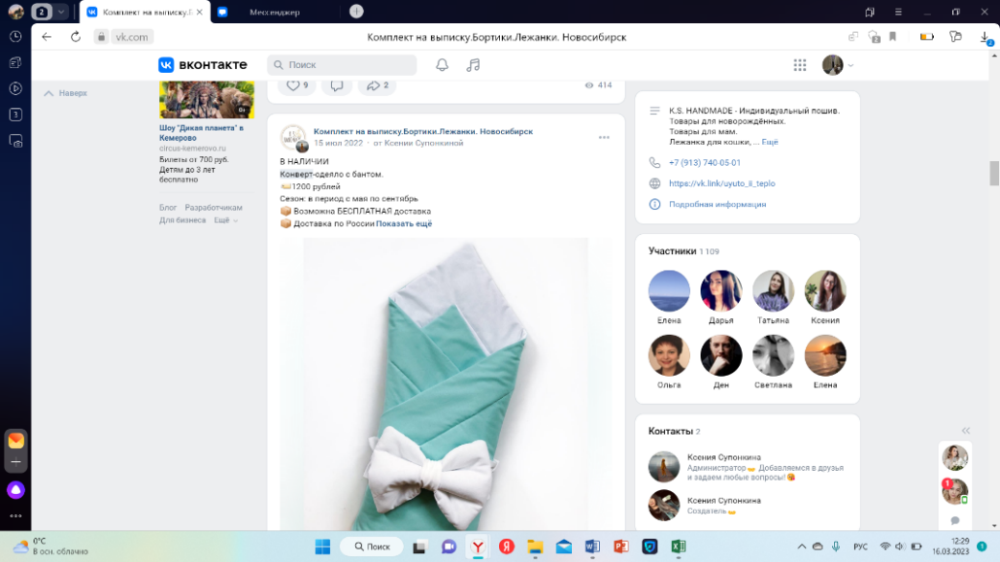 2
Комплект на выписку.Б
Мессенджер
vk.com
Комплект на выписку.Бортики.Лежанки. Новосибирск
2
вконтакте
Поиск
Наверх
0+
Шоу "Дикая планета" в
Кемерово
circus-kemerovo.ru
Билеты от 700 руб.
Детям до 3 лет
бесплатно
Блог Разработчикам
Для бизнеса Ещё
9
2
414
Комплект на выписку.Бортики.Лежанки. Новосибирск
15 июл 2022 · от Ксении Супонкиной
В НАЛИЧИИ
Конверт-одеяло с бантом.
1200 рублей
Сезон: в период с мая по сентябрь
Возможна БЕСПЛАТНАЯ доставка
Доставка по России Показать ещё
K.S. HANDMADE - Индивидуальный пошив.
Товары для новорождённых.
Товары для мам.
Лежанка для кошки, ... Ещё
+7 (913) 740-05-01
https://vk.link/uyuto_ii_teplo
Подробная информация
Участники 1 109
Елена Дарья Татьяна Ксения
Ольга Ден Светлана Елена
Контакты 2
Ксения Супонкина
Администратор Добавляемся в друзья
и задаем любые вопросы!
Ксения Супонкина
Создатель
1
3
0°C
В осн. облачно
Поиск
РУС
12:29
16.03.2023
1